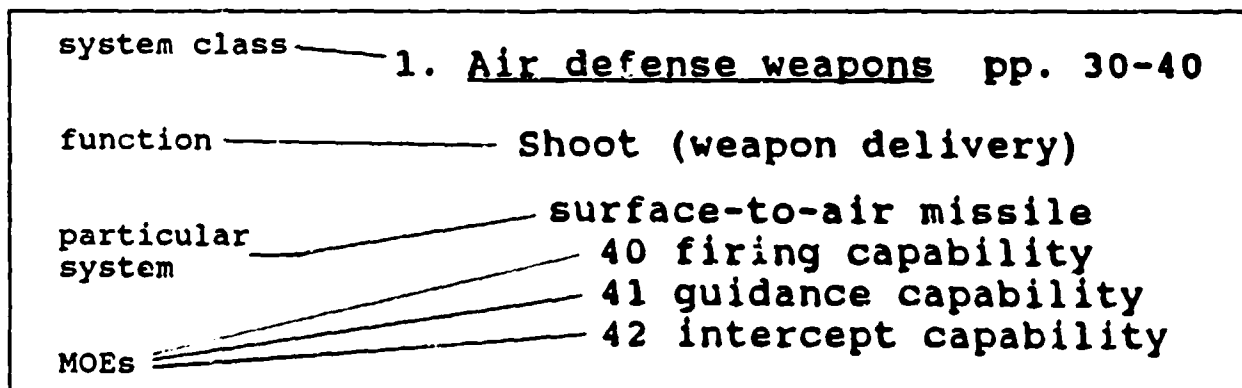 system class
1. Air defense weapons pp. 30-40
function
Shoot (weapon delivery)
particular
system
surface-to-air missile
40 firing capability
41 guidance capability
42 intercept capability
MOEs